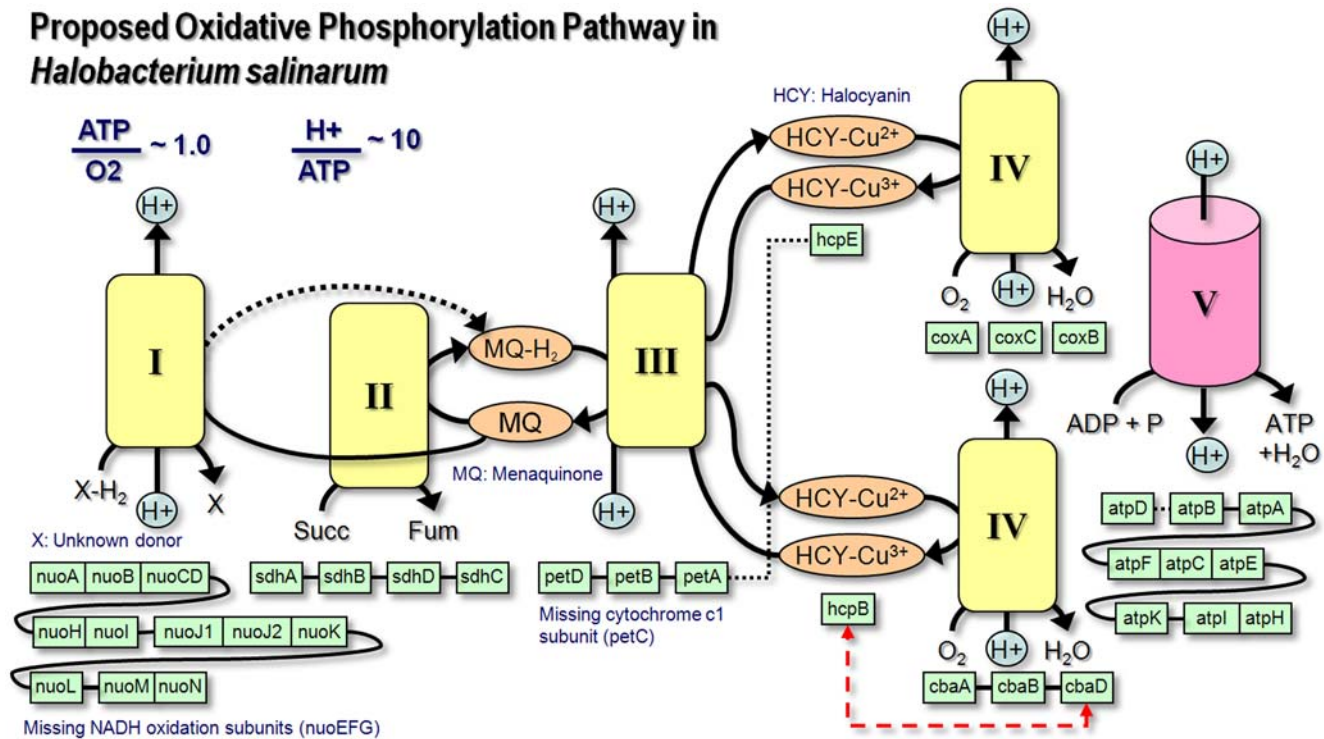 Proposed Oxidative Phosphorylation Pathway in
Halobacterium salinarum
ATP
O2
~ 1.0
H+
ATP
~ 10
H+
I
X-H₂
H+
X
X: Unknown donor
nuoA nuoB nuoCD
nuoH nuoI nuoJ1 nuoJ2 nuoK
nuoL nuoM nuoN
Missing NADH oxidation subunits (nuoEFG)
II
Succ
Fum
sdhA sdhB sdhD sdhC
MQ-H₂
MQ
MQ: Menaquinone
H+
III
H+
petD petB petA
Missing cytochrome c1
subunit (petC)
HCY: Halocyanin
HCY-Cu²⁺
HCY-Cu³⁺
hcpE
H+
IV
O₂
H+
H₂O
coxA coxC coxB
HCY-Cu²⁺
HCY-Cu³⁺
hcpB
H+
IV
O₂
H+
H₂O
cbaA cbaB cbaD
H+
V
ADP + P
H+
ATP
+H₂O
atpD atpB atpA
atpF atpC atpE
atpK atpI atpH